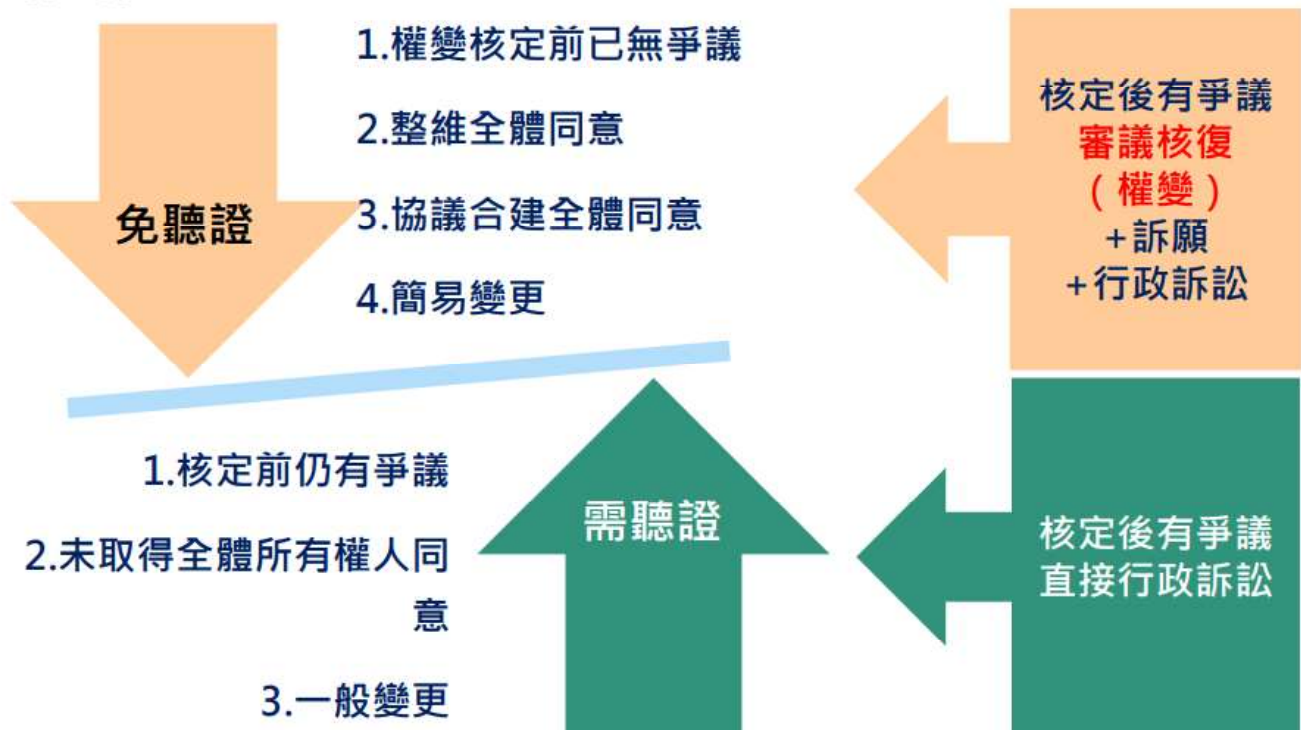 1.權變核定前已無爭議
2.整維全體同意
3.協議合建全體同意
4.簡易變更
免聽證
核定後有爭議
審議核復
(權變)
+訴願
+行政訴訟
1.核定前仍有爭議
2.未取得全體所有權人同
意
3.一般變更
需聽證
核定後有爭議
直接行政訴訟